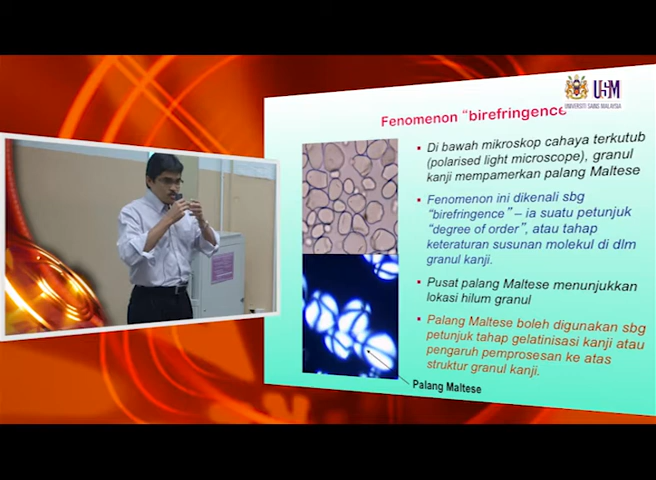 USM
UNIVERSITI SAINS MALAYSIA
Fenomenon "birefringence
Di bawah mikroskop cahaya terkutub
(polarised light microscope), granul
kanji mempamerkan palang Maltese
Fenomenon ini dikenali sbg
"birefringence" – ia suatu petunjuk
"degree of order", atau tahap
keteraturan susunan molekul di dlm
granul kanji.
Pusat palang Maltese menunjukkan
lokasi hilum granul
Palang Maltese boleh digunakan sbg
petunjuk tahap gelatinisasi kanji atau
pengaruh pemprosesan ke atas
struktur granul kanji.
Palang Maltese